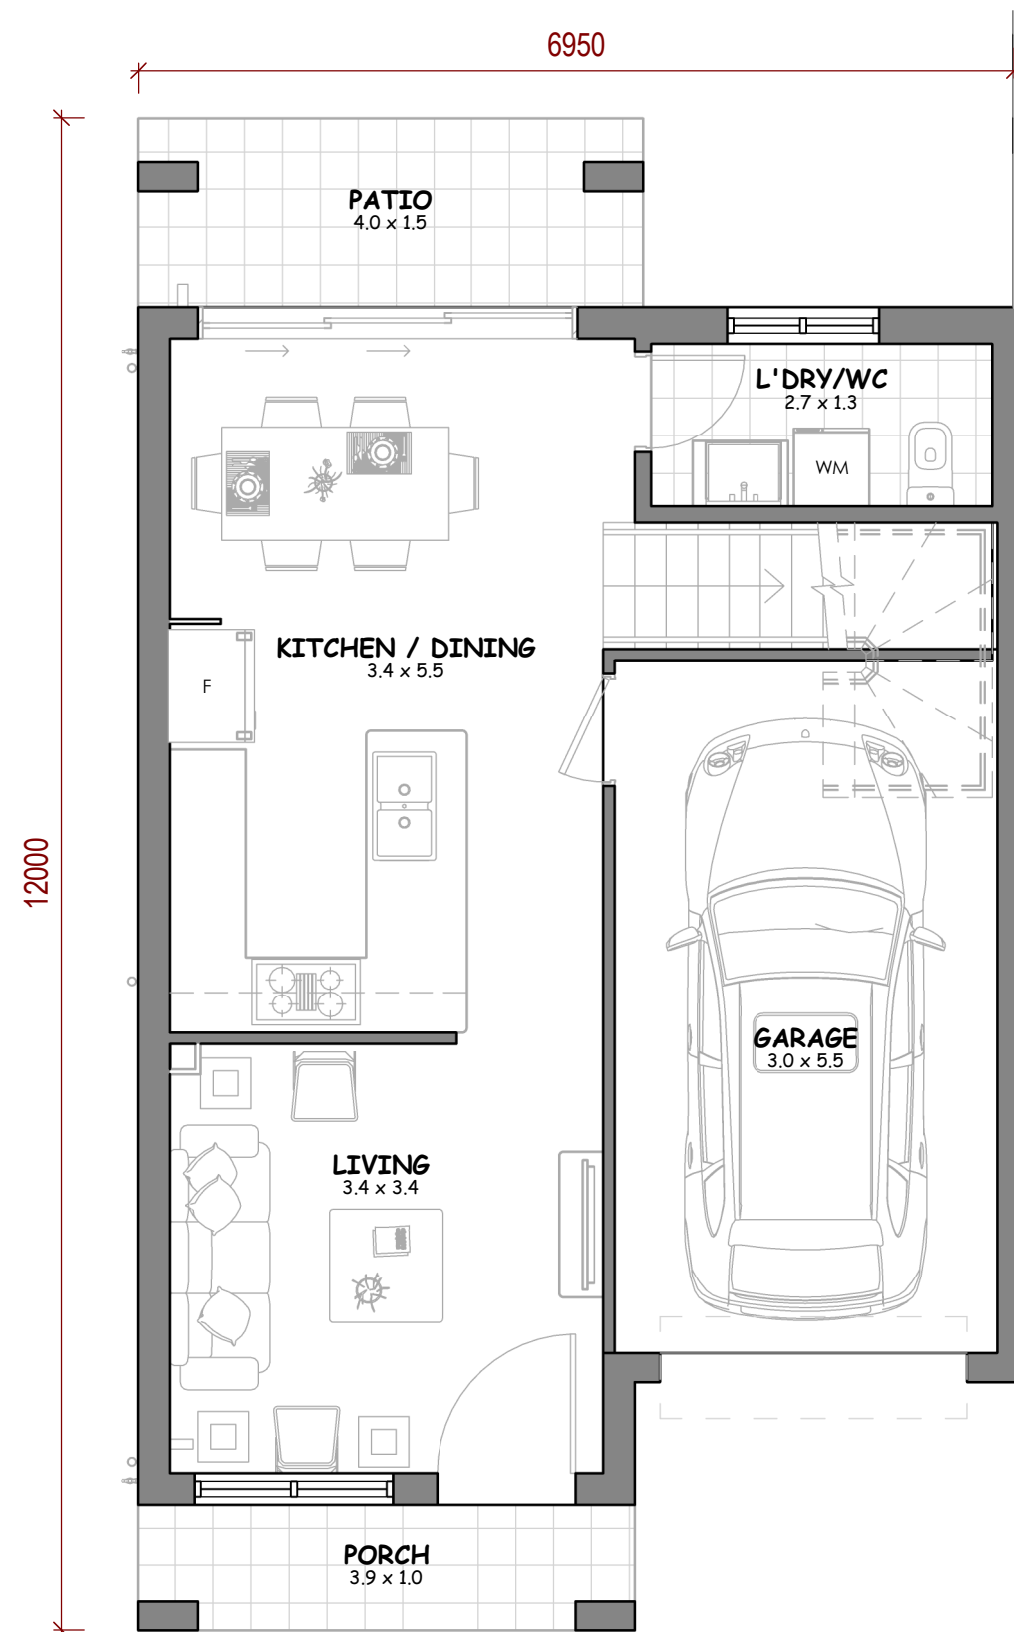 6950
PATIO
4.0 x 1.5
L'DRY/WC
2.7 x 1.3
WM
KITCHEN / DINING
3.4 x 5.5
F
12000
GARAGE
3.0 x 5.5
LIVING
3.4 x 3.4
PORCH
3.9 x 1.0